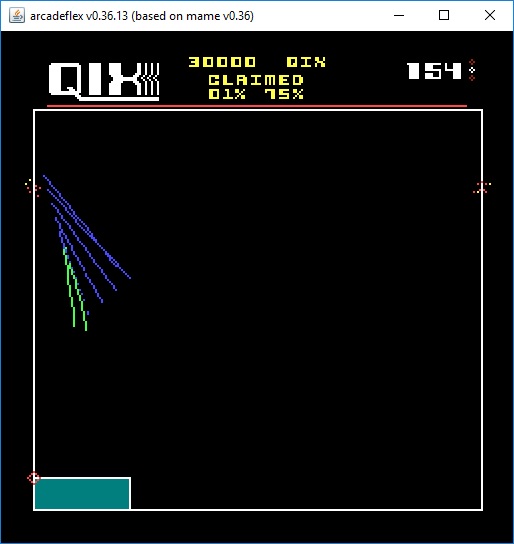 arcadeflex v0.36.13 (based on mame v0.36)
QIX
30000 QIX
CLAIMED
01% 75%
154